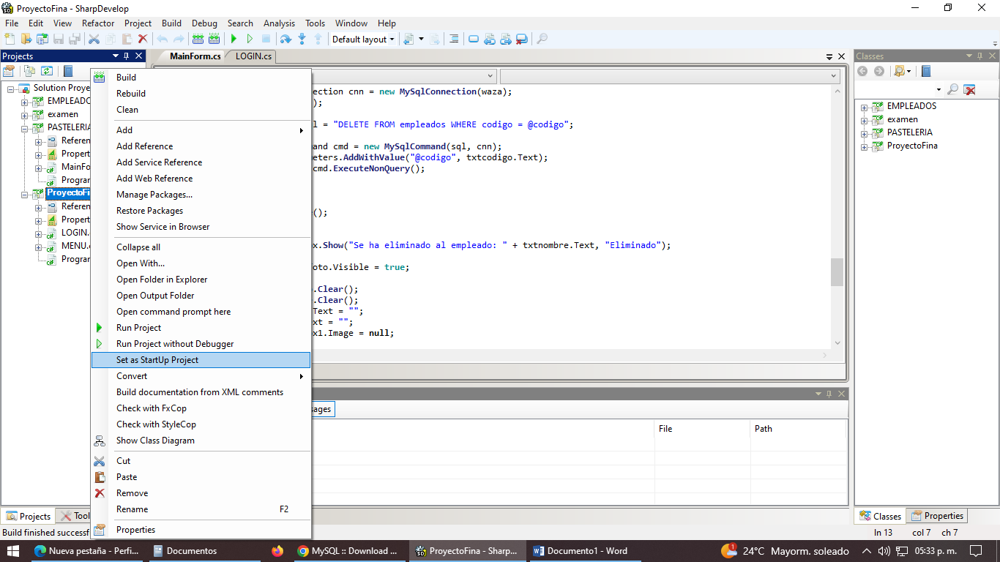 ProyectoFina - SharpDevelop
File Edit View Refactor Project Build Debug Search Analysis Tools Window Help
Default layout
Projects
Solution Proye
EMPLEADO
examen
PASTELERIA
Referen
Propert
MainFo
Program
ProyectoFi
Referen
Propert
LOGIN.
MENU.
Program
Projects
Tool
Build
Rebuild
Clean
Add
Add Reference
Add Service Reference
Add Web Reference
Manage Packages...
Restore Packages
Show Service in Browser
Collapse all
Open With...
Open Folder in Explorer
Open Output Folder
Open command prompt here
Run Project
Run Project without Debugger
Set as StartUp Project
Convert
Build documentation from XML comments
Check with FxCop
Check with StyleCop
Show Class Diagram
Cut
Paste
Remove
Rename F2
Properties
MainForm.cs LOGIN.cs
ection cnn = new MySqlConnection(waza);
);
l = "DELETE FROM empleados WHERE codigo = @codigo";
and cmd = new MySqlCommand(sql, cnn);
eters.AddWithValue("@codigo", txtcodigo.Text);
cmd.ExecuteNonQuery();
();
x.Show("Se ha eliminado al empleado: " + txtnombre.Text, "Eliminado");
oto.Visible = true;
.Clear();
.Clear();
Text = "";
xt = "";
x1.Image = null;
sages
File Path
Classes
EMPLEADOS
examen
PASTELERIA
ProyectoFina
Classes Properties
Build finished successf
ln 13 col 7 ch 7
Nueva pestaña - Perfi...
Documentos
MySQL :: Download ...
ProyectoFina - Sharp...
Documento1 - Word
1
24°C Mayorm. soleado
05:33 p. m.